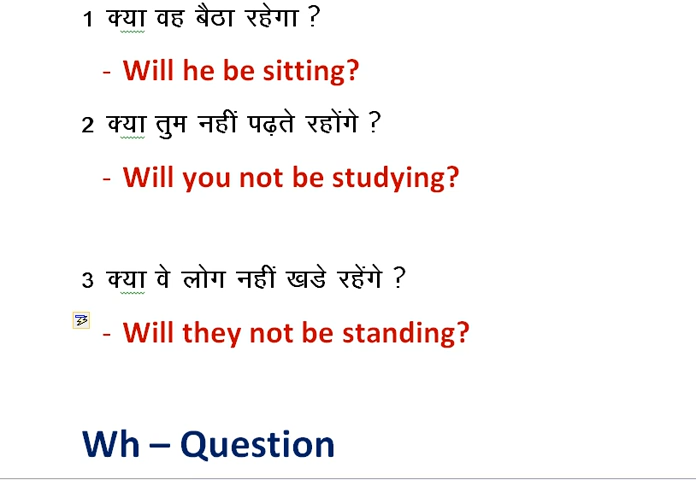 1 क्या वह बैठा रहेगा ?
- Will he be sitting?
2 क्या तुम नहीं पढ़ते रहोंगे ?
- Will you not be studying?
3 क्या वे लोग नहीं खडे रहेंगे ?
- Will they not be standing?
Wh – Question